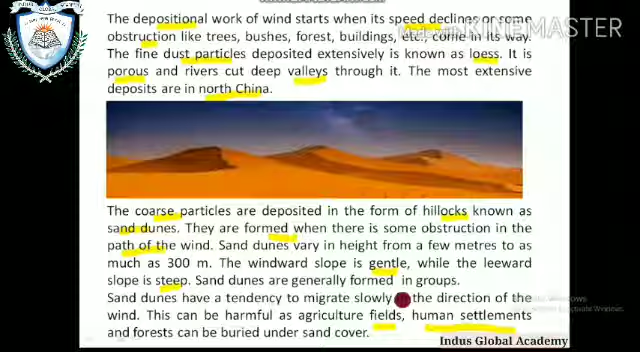 The depositional work of wind starts when its speed declines or some
obstruction like trees, bushes, forest, buildings, etc., come in its way.
The fine dust particles deposited extensively is known as loess. It is
porous and rivers cut deep valleys through it. The most extensive
deposits are in north China.
KINEMASTER
The coarse particles are deposited in the form of hillocks known as
sand dunes. They are formed when there is some obstruction in the
path of the wind. Sand dunes vary in height from a few metres to as
much as 300 m. The windward slope is gentle, while the leeward
slope is steep. Sand dunes are generally formed in groups.
Sand dunes have a tendency to migrate slowly in the direction of the
wind. This can be harmful as agriculture fields, human settlements
and forests can be buried under sand cover.
Indus Global Academy